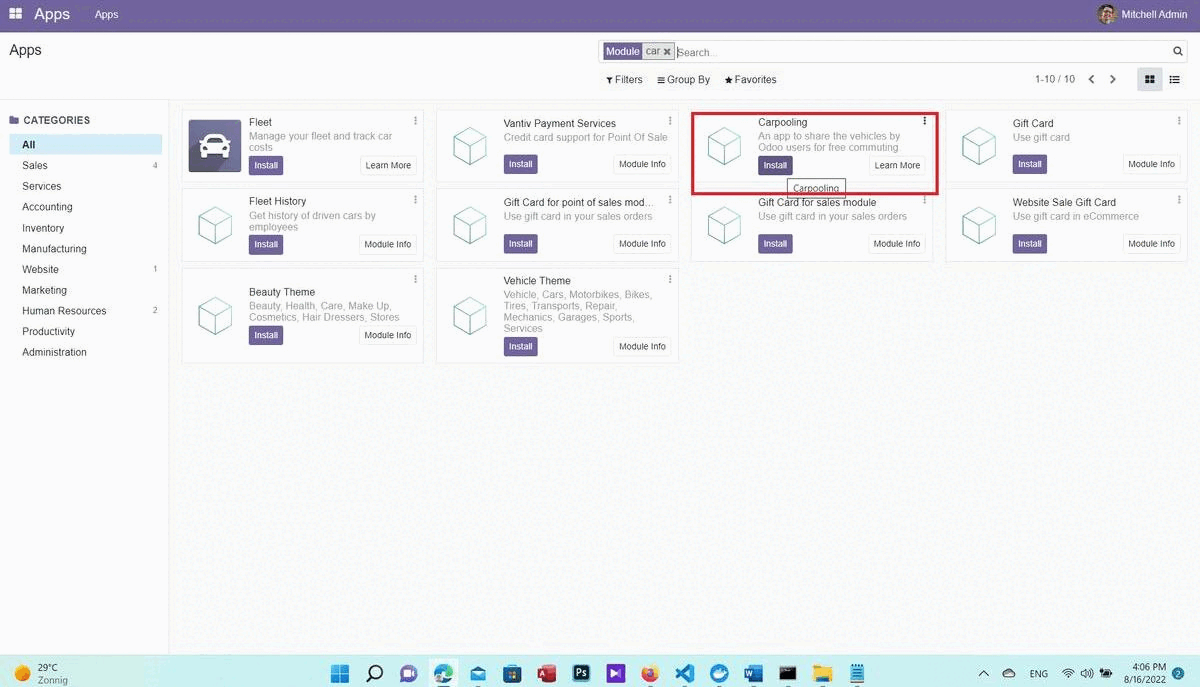 Apps
Apps
Mitchell Admin
Apps
Module car
Search...
Filters
Group By
Favorites
1-10 / 10
CATEGORIES
All
Sales 4
Services
Accounting
Inventory
Manufacturing
Website 1
Marketing
Human Resources 2
Productivity
Administration
Fleet
Manage your fleet and track car
costs
Install
Learn More
Vantiv Payment Services
Credit card support for Point Of Sale
Install
Module Info
Carpooling
An app to share the vehicles by
Odoo users for free commuting
Install
Learn More
Carpooling
Gift Card
Use gift card
Install
Module Info
Fleet History
Get history of driven cars by
employees
Install
Module Info
Gift Card for point of sales mod...
Use gift card in your sales orders
Install
Module Info
Gift Card for sales module
Use gift card in your sales orders
Install
Module Info
Website Sale Gift Card
Use gift card in eCommerce
Install
Module Info
Beauty Theme
Beauty, Health, Care, Make Up,
Cosmetics, Hair Dressers, Stores
Install
Module Info
Vehicle Theme
Vehicle, Cars, Motorbikes, Bikes,
Tires, Transports, Repair,
Mechanics, Garages, Sports,
Services
Install
Module Info
29°C
Zonnig
A
Ps
W
ENG
4:06 PM
8/16/2022
2